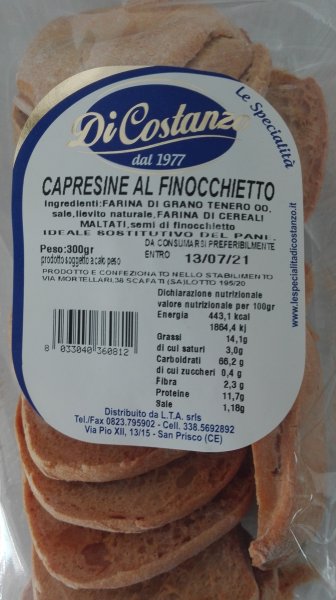 Di Costanzo
dal 1977
Le Specialità
CAPRESINE AL FINOCCHIETTO
Ingredienti:FARINA DI GRANO TENERO 00,
sale,lievito naturale,FARINA DI CEREALI
MALTATI,semi di finocchietto
IDEALE SOSTITUTIVO DEL PANE.
Peso:300gr
prodotto soggetto a calo peso
DA CONSUMARSI PREFERIBILMENTE
ENTRO 13/07/21
PRODOTTO E CONFEZIONATO NELLO STABILIMENTO
VIA MORTELLARI,38 SCAFATI (SA)LOTTO 195/20
Dichiarazione nutrizionale
valore nutrizionale per 100gr
Energia 443,1 kcal
1864,4 kj
Grassi 14,1g
di cui saturi 3,0g
Carboidrati 66,2 g
di cui zuccheri 0,4 g
Fibra 2,3 g
Proteine 11,7g
Sale 1,18g
8 033040 360812
Distribuito da L.T.A. srls
Tel./Fax 0823.795902 - Cell. 338.5692892
Via Pio XII, 13/15 - San Prisco (CE)
www.lespecialitadicostanzo.it